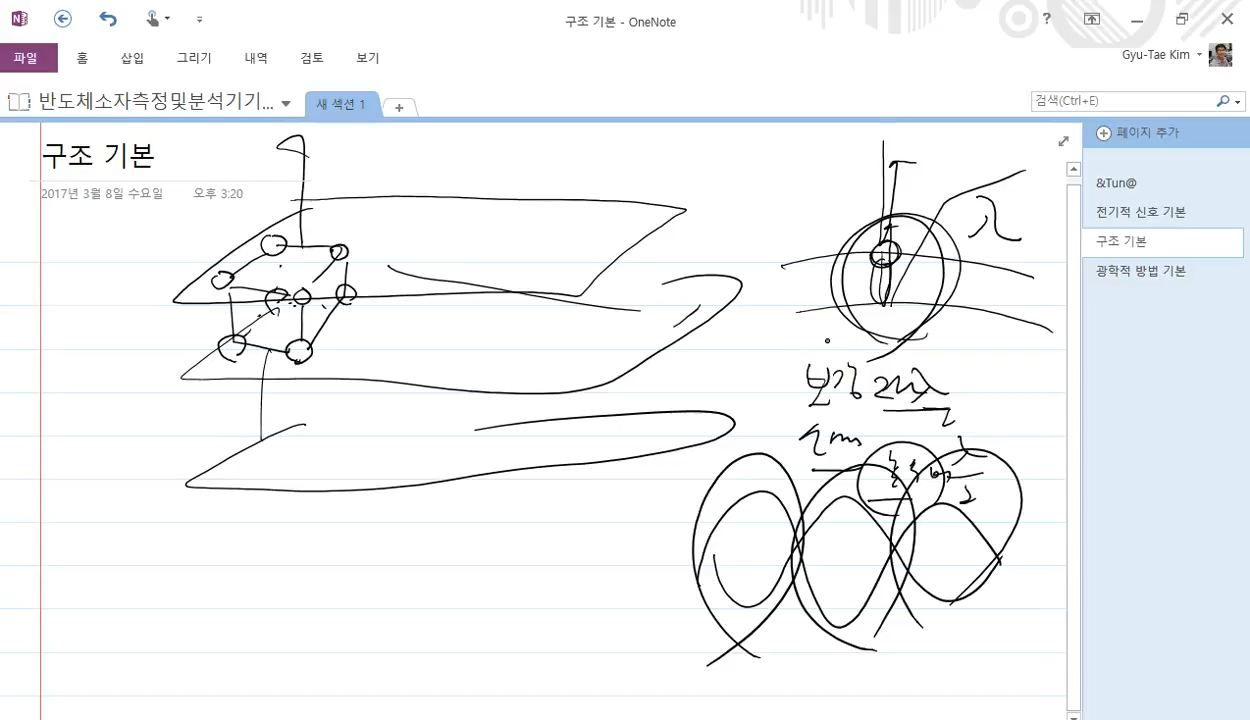 구조 기본 - OneNote
?
파일
홈
삽입
그리기
내역
검토
보기
Gyu-Tae Kim
반도체소자측정및분석기기...
새 섹션 1
검색(Ctrl+E)
구조 기본
2017년 3월 8일 수요일
오후 3:20
페이지 추가
&Tun@
전기적 신호 기본
구조 기본
광학적 방법 기본
λ
보강
λ
2